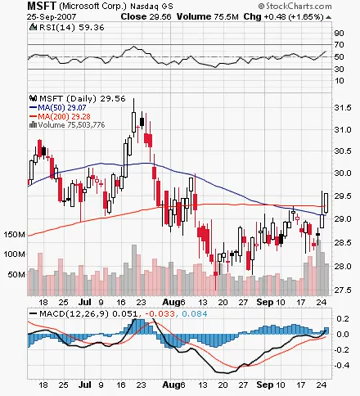 MSFT (Microsoft Corp.) Nasdaq GS © StockCharts.com
25-Sep-2007 Close 29.56 Volume 75.5M Chg +0.48 (+1.65%)
RSI(14) 59.36
90
70
50
30
10
MSFT (Daily) 29.56
MA(50) 29.07
MA(200) 29.28
Volume 75,503,776
31.5
31.0
30.5
30.0
29.5
29.0
28.5
28.0
27.5
150M
100M
50M
18 25 Jul 9 16 23 Aug6 13 20 27 Sep 10 17 24
MACD(12,26,9) 0.051, -0.033, 0.084
0.2
0.0
-0.2
-0.4
18 25 Jul 9 16 23 Aug6 13 20 27 Sep 10 17 24